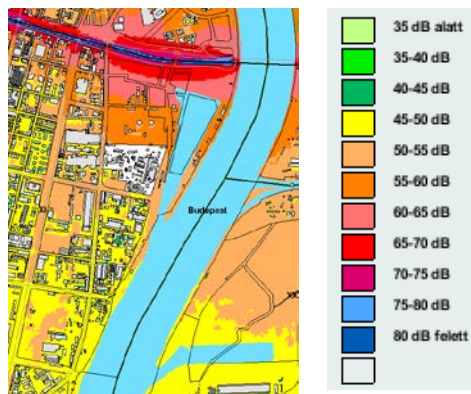 Budapest
35 dB alatt
35-40 dB
40-45 dB
45-50 dB
50-55 dB
55-60 dB
60-65 dB
65-70 dB
70-75 dB
75-80 dB
80 dB felett